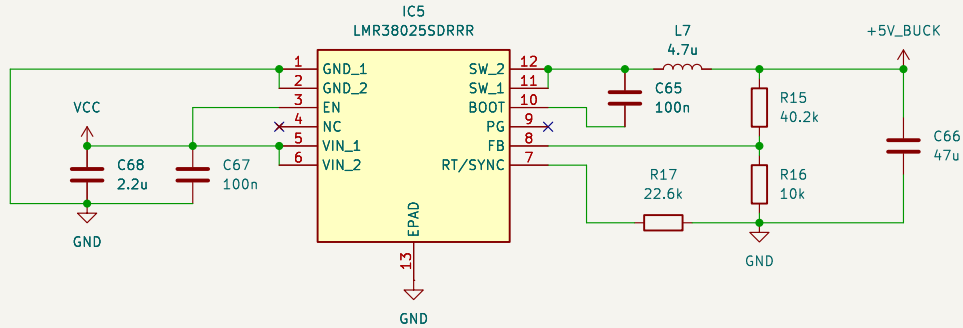 IC5
LMR38025SDRRR
1 GND_1
2 GND_2
3 EN
4 NC
5 VIN_1
6 VIN_2
12 SW_2
11 SW_1
10 BOOT
9 PG
8 FB
7 RT/SYNC
EPAD
13
GND
VCC
C68
2.2u
C67
100n
GND
L7
4.7u
C65
100n
+5V_BUCK
R15
40.2k
C66
47u
R17
22.6k
R16
10k
GND